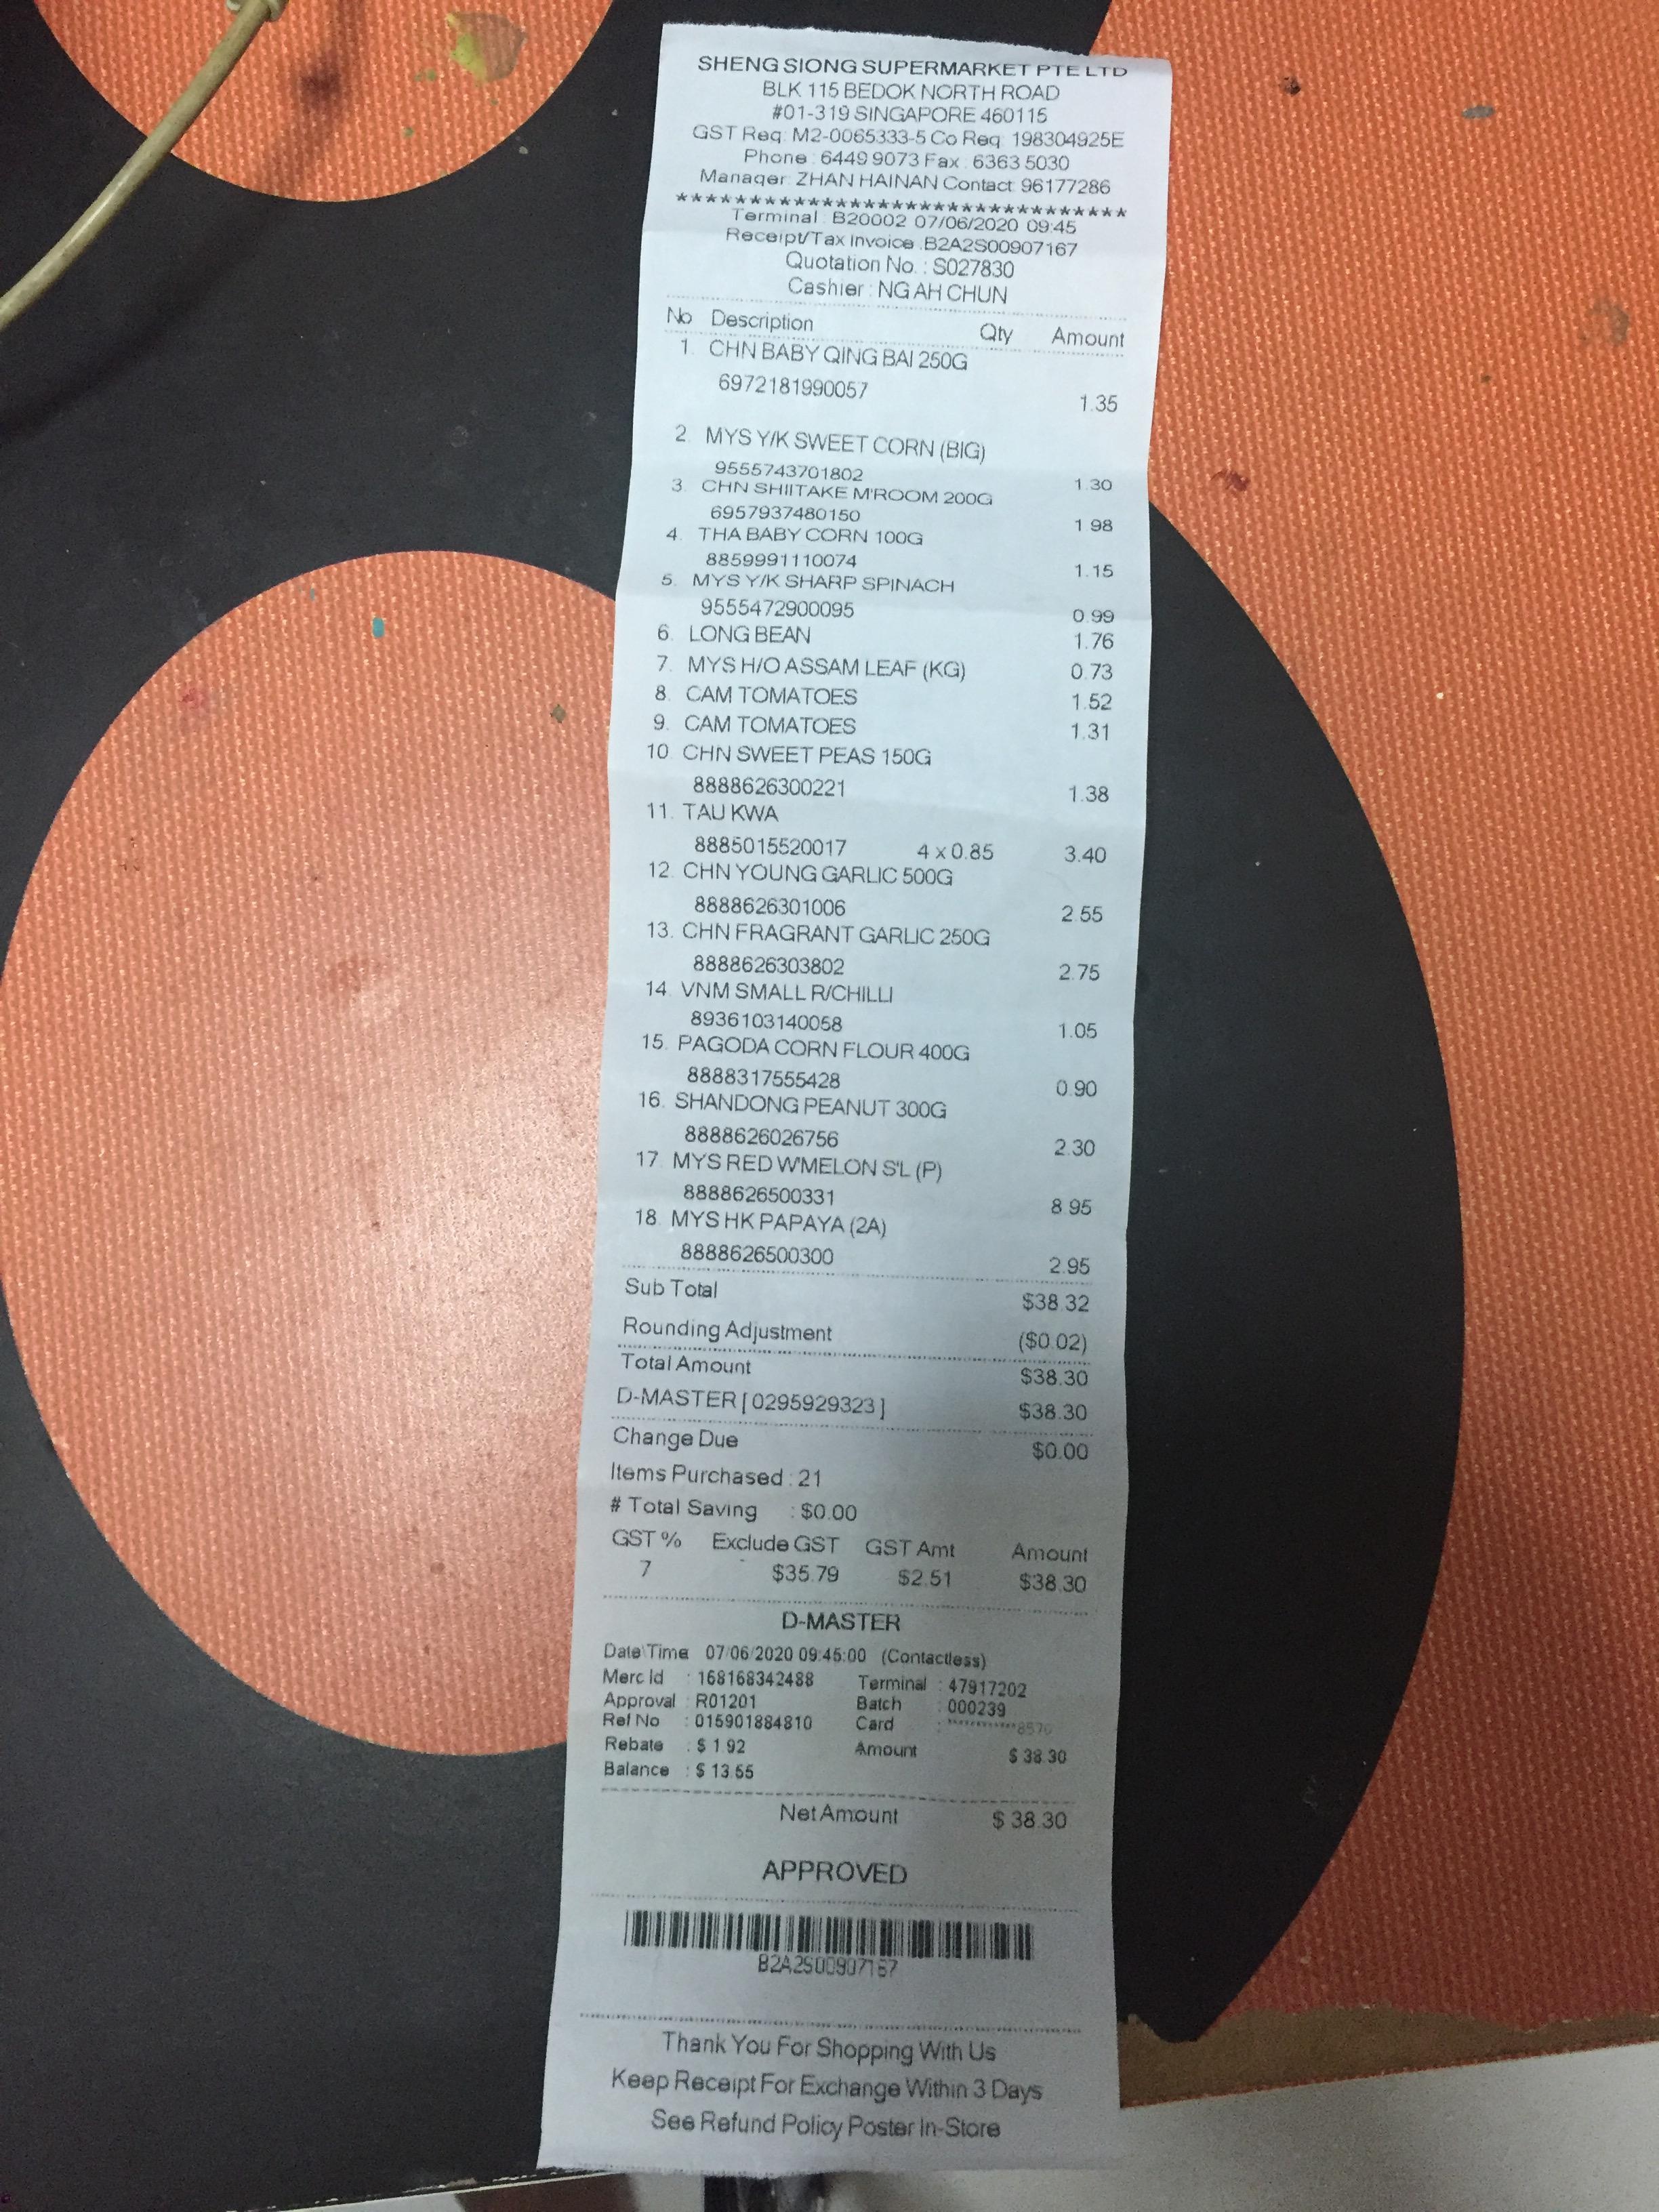 SHENG SIONG SUPERMARKET PTE LTD
BLK 115 BEDOK NORTH ROAD
#01-319 SINGAPORE 460115
GST Reg: M2-0065333-5 Co Reg: 198304925E
Phone : 6449 9073 Fax : 6363 5030
Manager: ZHAN HAINAN Contact: 96177286
*******************************
Terminal : B20002 07/06/2020 09:45
Receipt/Tax Invoice :B2A2S00907167
Quotation No. : S027830
Cashier : NG AH CHUN
No Description Qty Amount
1. CHN BABY QING BAI 250G
6972181990057 1.35
2. MYS Y/K SWEET CORN (BIG)
9555743701802 1.30
3. CHN SHIITAKE M'ROOM 200G
6957937480150 1.98
4. THA BABY CORN 100G
8859991110074 1.15
5. MYS Y/K SHARP SPINACH
9555472900095 0.99
6. LONG BEAN 1.76
7. MYS H/O ASSAM LEAF (KG) 0.73
8. CAM TOMATOES 1.52
9. CAM TOMATOES 1.31
10. CHN SWEET PEAS 150G
8888626300221 1.38
11. TAU KWA
8885015520017 4 x 0.85 3.40
12. CHN YOUNG GARLIC 500G
8888626301006 2.55
13. CHN FRAGRANT GARLIC 250G
8888626303802 2.75
14. VNM SMALL R/CHILLI
8936103140058 1.05
15. PAGODA CORN FLOUR 400G
8888317555428 0.90
16. SHANDONG PEANUT 300G
8888626026756 2.30
17. MYS RED W'MELON S'L (P)
8888626500331 8.95
18. MYS HK PAPAYA (2A)
8888626500300 2.95
Sub Total $38.32
Rounding Adjustment ($0.02)
Total Amount $38.30
D-MASTER [ 0295929323 ] $38.30
Change Due $0.00
Items Purchased : 21
# Total Saving : $0.00
GST % Exclude GST GST Amt Amount
7 $35.79 $2.51 $38.30
D-MASTER
Date\Time 07/06/2020 09:45:00 (Contactless)
Merc Id : 168168342488 Terminal : 47917202
Approval : R01201 Batch : 000239
Ref No : 015901884810 Card :
Rebate : $ 1.92 Amount $ 38.30
Balance : $ 13.55
Net Amount $ 38.30
APPROVED
B2A2S00907167
Thank You For Shopping With Us
Keep Receipt For Exchange Within 3 Days
See Refund Policy Poster In-Store